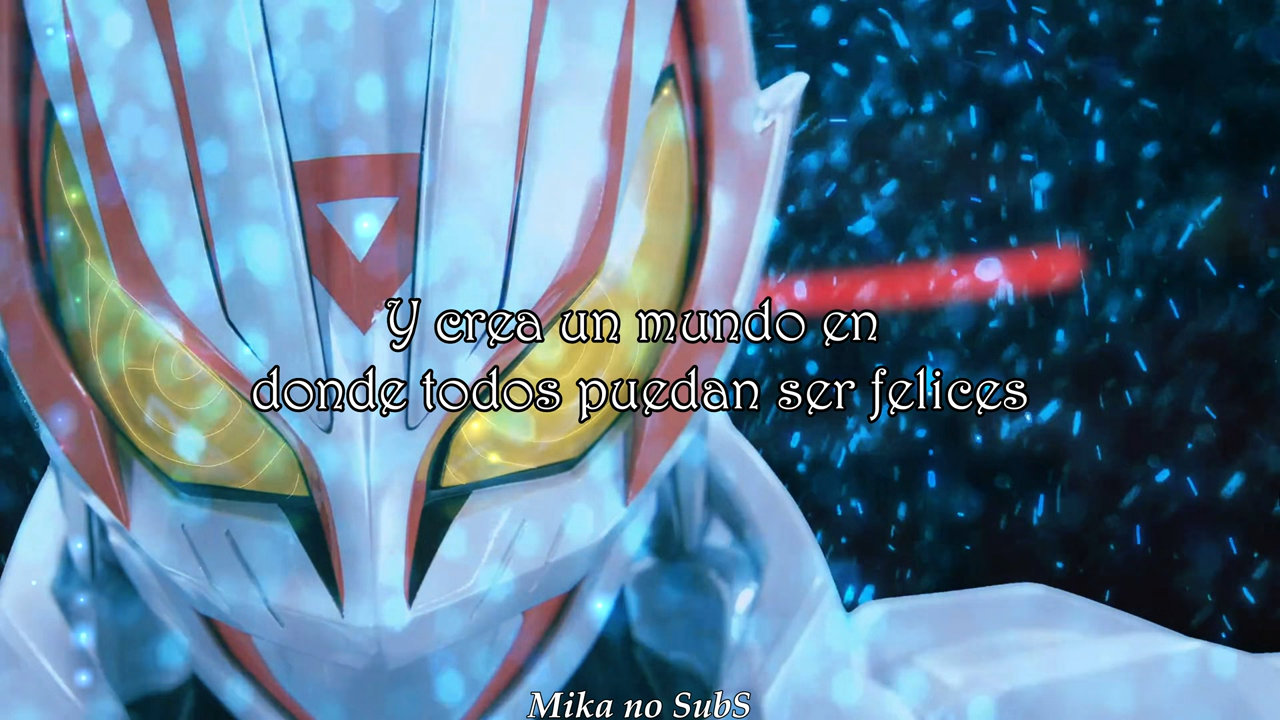 Y crea un mundo en
donde todos puedan ser felices
Mika no SubS